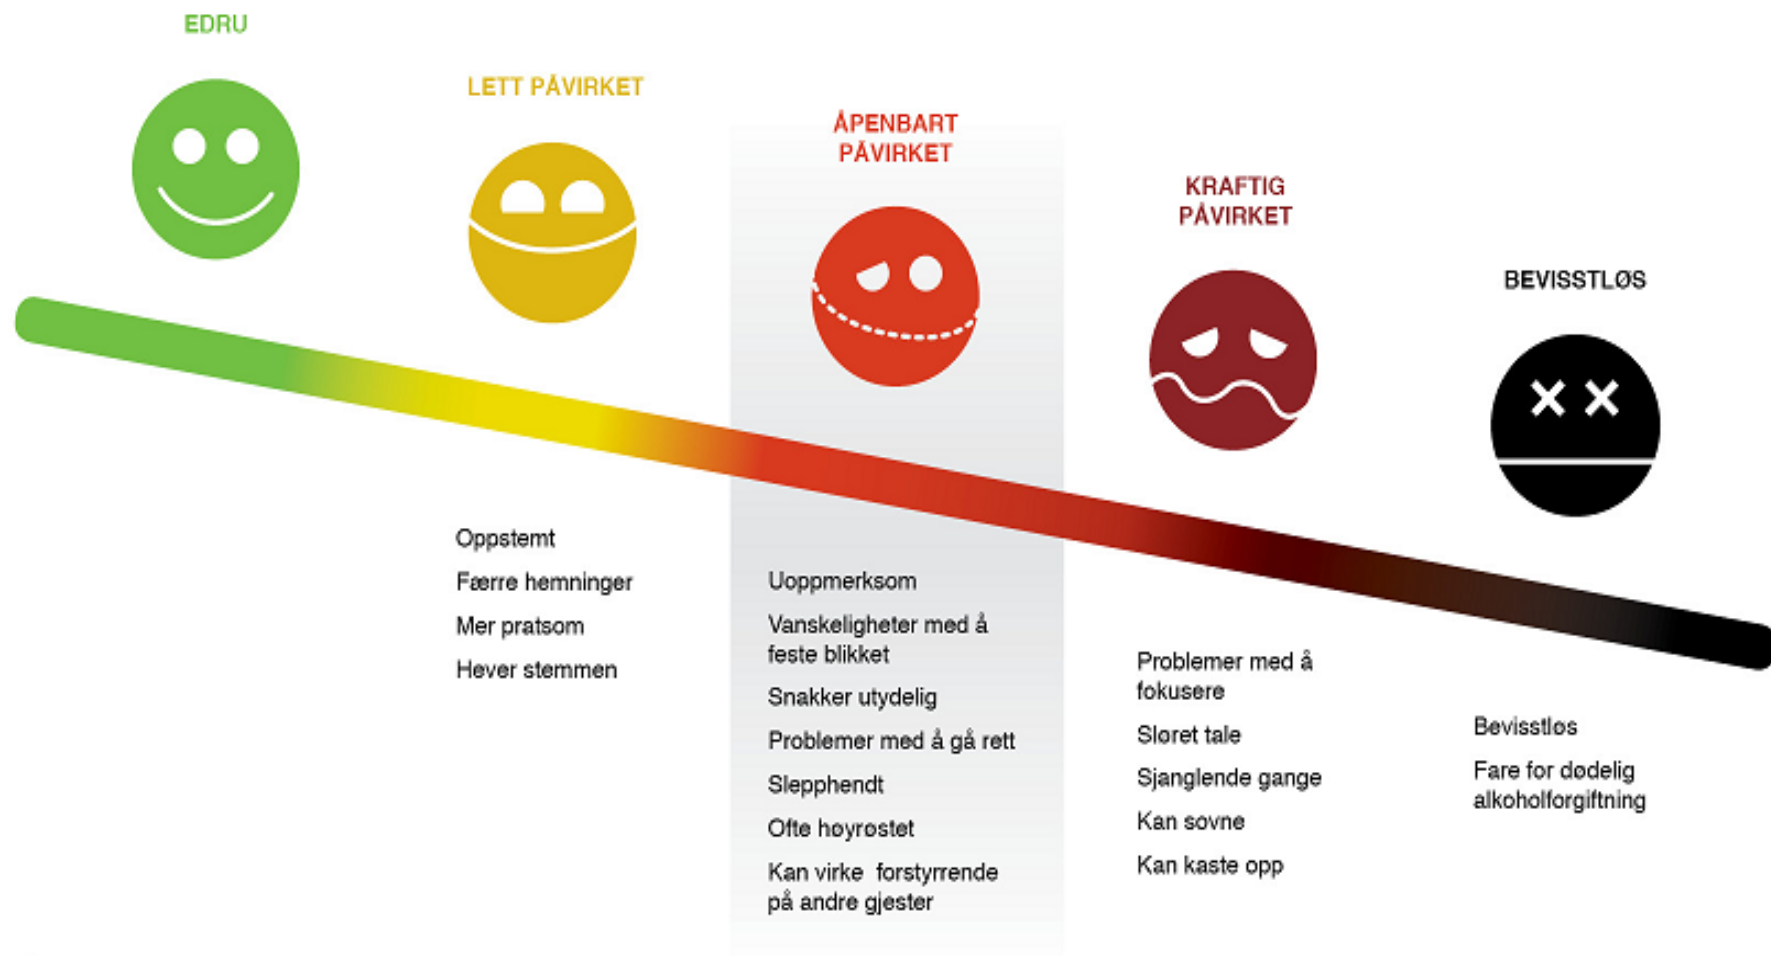 EDRU
LETT PÅVIRKET
ÅPENBART
PÅVIRKET
KRAFTIG
PÅVIRKET
BEVISSTLØS
Oppstemt
Færre hemninger
Mer pratsom
Hever stemmen
Uoppmerksom
Vanskeligheter med å
feste blikket
Snakker utydelig
Problemer med å gå rett
Slepphendt
Ofte høyrøstet
Kan virke forstyrrende
på andre gjester
Problemer med å
fokusere
Sløret tale
Sjanglende gange
Kan sovne
Kan kaste opp
Bevisstløs
Fare for dødelig
alkoholforgiftning